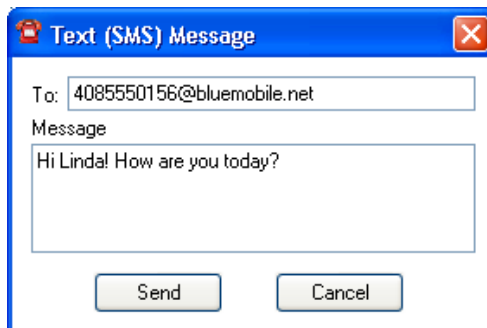 Text (SMS) Message
To: 4085550156@bluemobile.net
Message
Hi Linda! How are you today?
Send Cancel